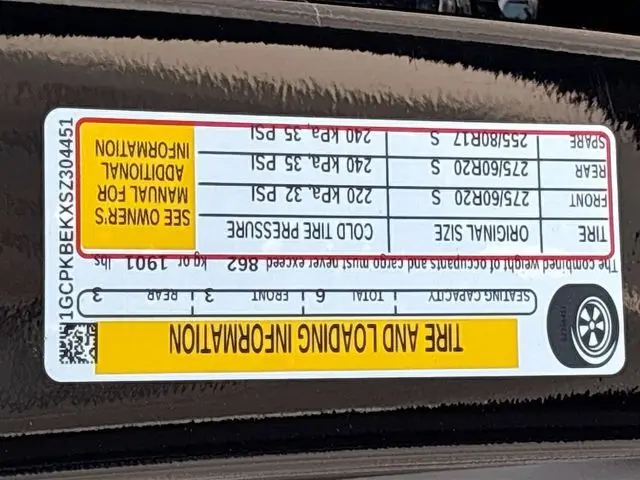 TIRE AND LOADING INFORMATION
SEATING CAPACITY TOTAL 6 FRONT 3 REAR 3
The combined weight of occupants and cargo must never exceed 862 kg or 1901 lbs
TIRE ORIGINAL SIZE COLD TIRE PRESSURE
FRONT 275/60R20 S 220 kPa, 32 PSI
REAR 275/60R20 S 240 kPa, 35 PSI
SPARE 255/80R17 S 240 kPa, 35 PSI
SEE OWNER'S
MANUAL FOR
ADDITIONAL
INFORMATION
1GCPKBEKXSZ304451